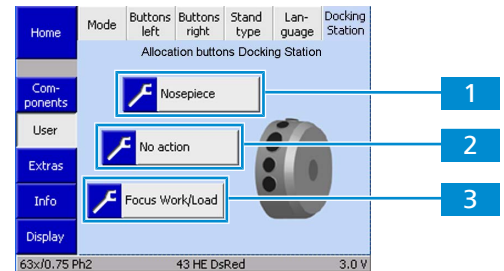 Home
Mode
Buttons
left
Buttons
right
Stand
type
Lan-
guage
Docking
Station
Allocation buttons Docking Station
Com-
ponents
User
Extras
Info
Display
Nosepiece
1
No action
2
Focus Work/Load
3
63x/0.75 Ph2
43 HE DsRed
3.0 V